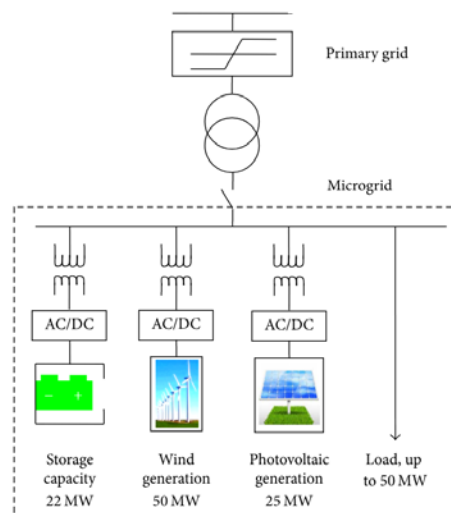 Primary grid
Microgrid
AC/DC
AC/DC
AC/DC
− +
Storage
capacity
22 MW
Wind
generation
50 MW
Photovoltaic
generation
25 MW
Load, up
to 50 MW